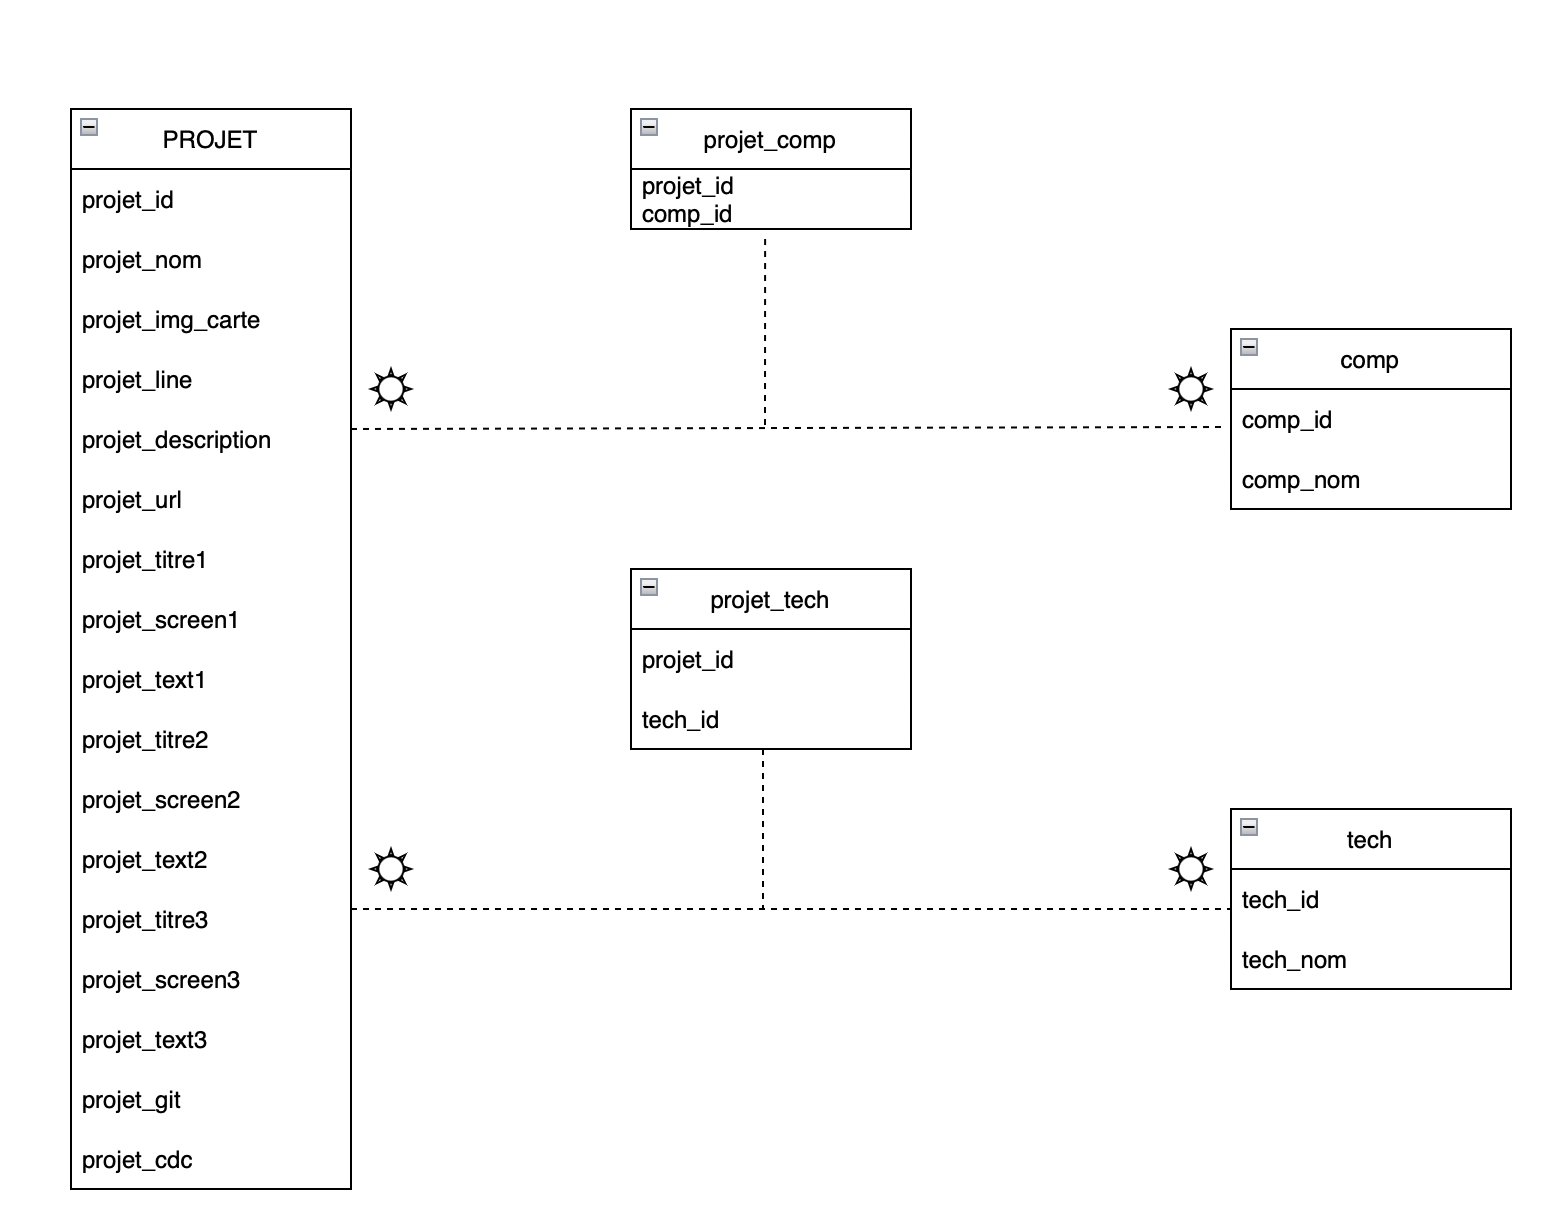 PROJET
projet_id
projet_nom
projet_img_carte
projet_line
projet_description
projet_url
projet_titre1
projet_screen1
projet_text1
projet_titre2
projet_screen2
projet_text2
projet_titre3
projet_screen3
projet_text3
projet_git
projet_cdc
projet_comp
projet_id
comp_id
comp
comp_id
comp_nom
projet_tech
projet_id
tech_id
tech
tech_id
tech_nom